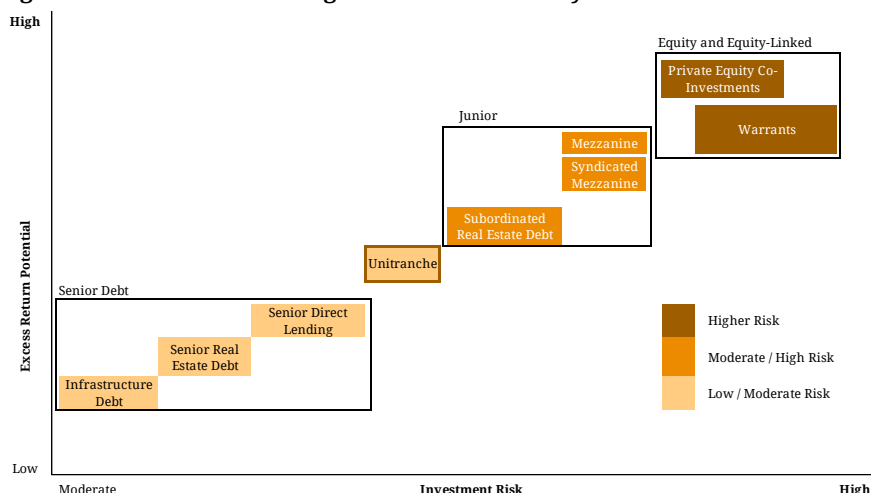 High
Equity and Equity-Linked
Private Equity Co-
Investments
Warrants
Junior
Mezzanine
Syndicated
Mezzanine
Subordinated
Real Estate Debt
Unitranche
Senior Debt
Senior Direct
Lending
Senior Real
Estate Debt
Infrastructure
Debt
Excess Return Potential
Higher Risk
Moderate / High Risk
Low / Moderate Risk
Low
Moderate
Investment Risk
High